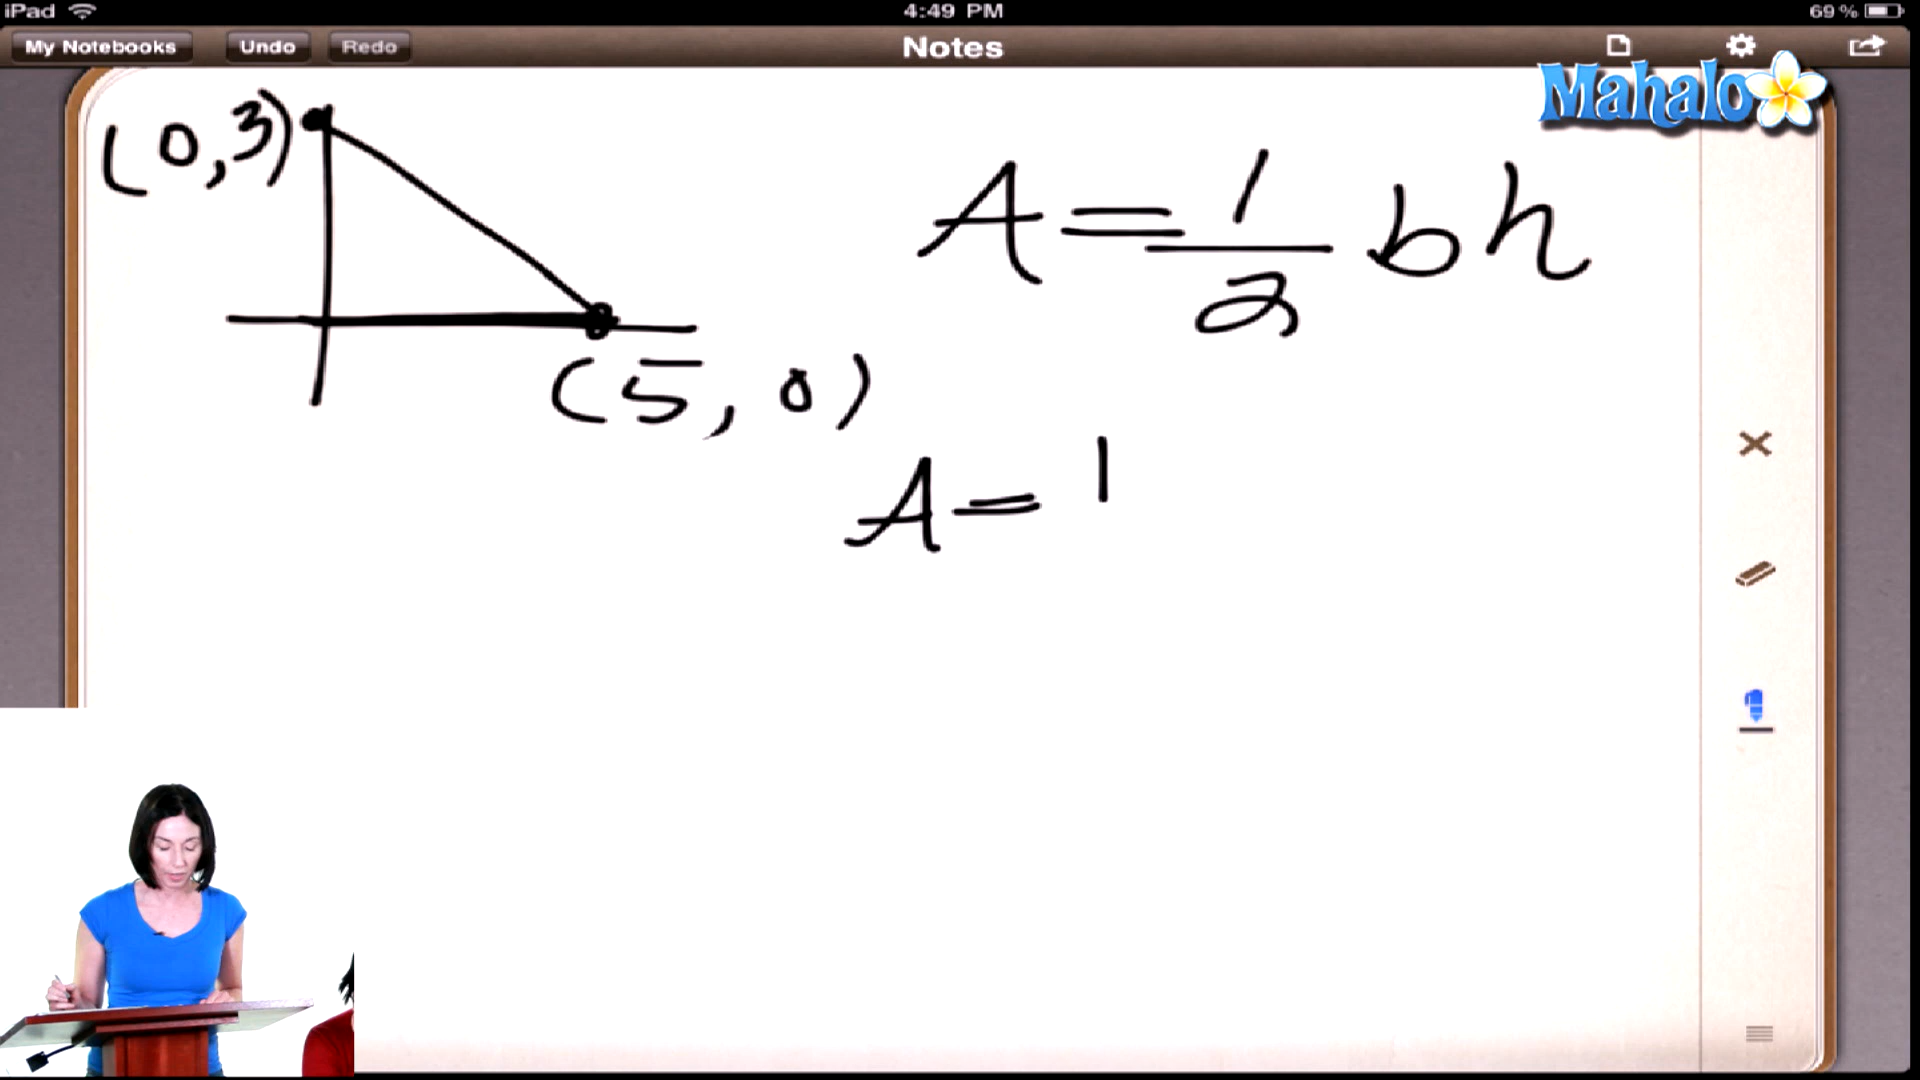 iPad 4:49 PM 69 %
My Notebooks Undo Redo Notes
Mahalo
(0,3)
A = 1/2 bh
(5, 0)
A = 1